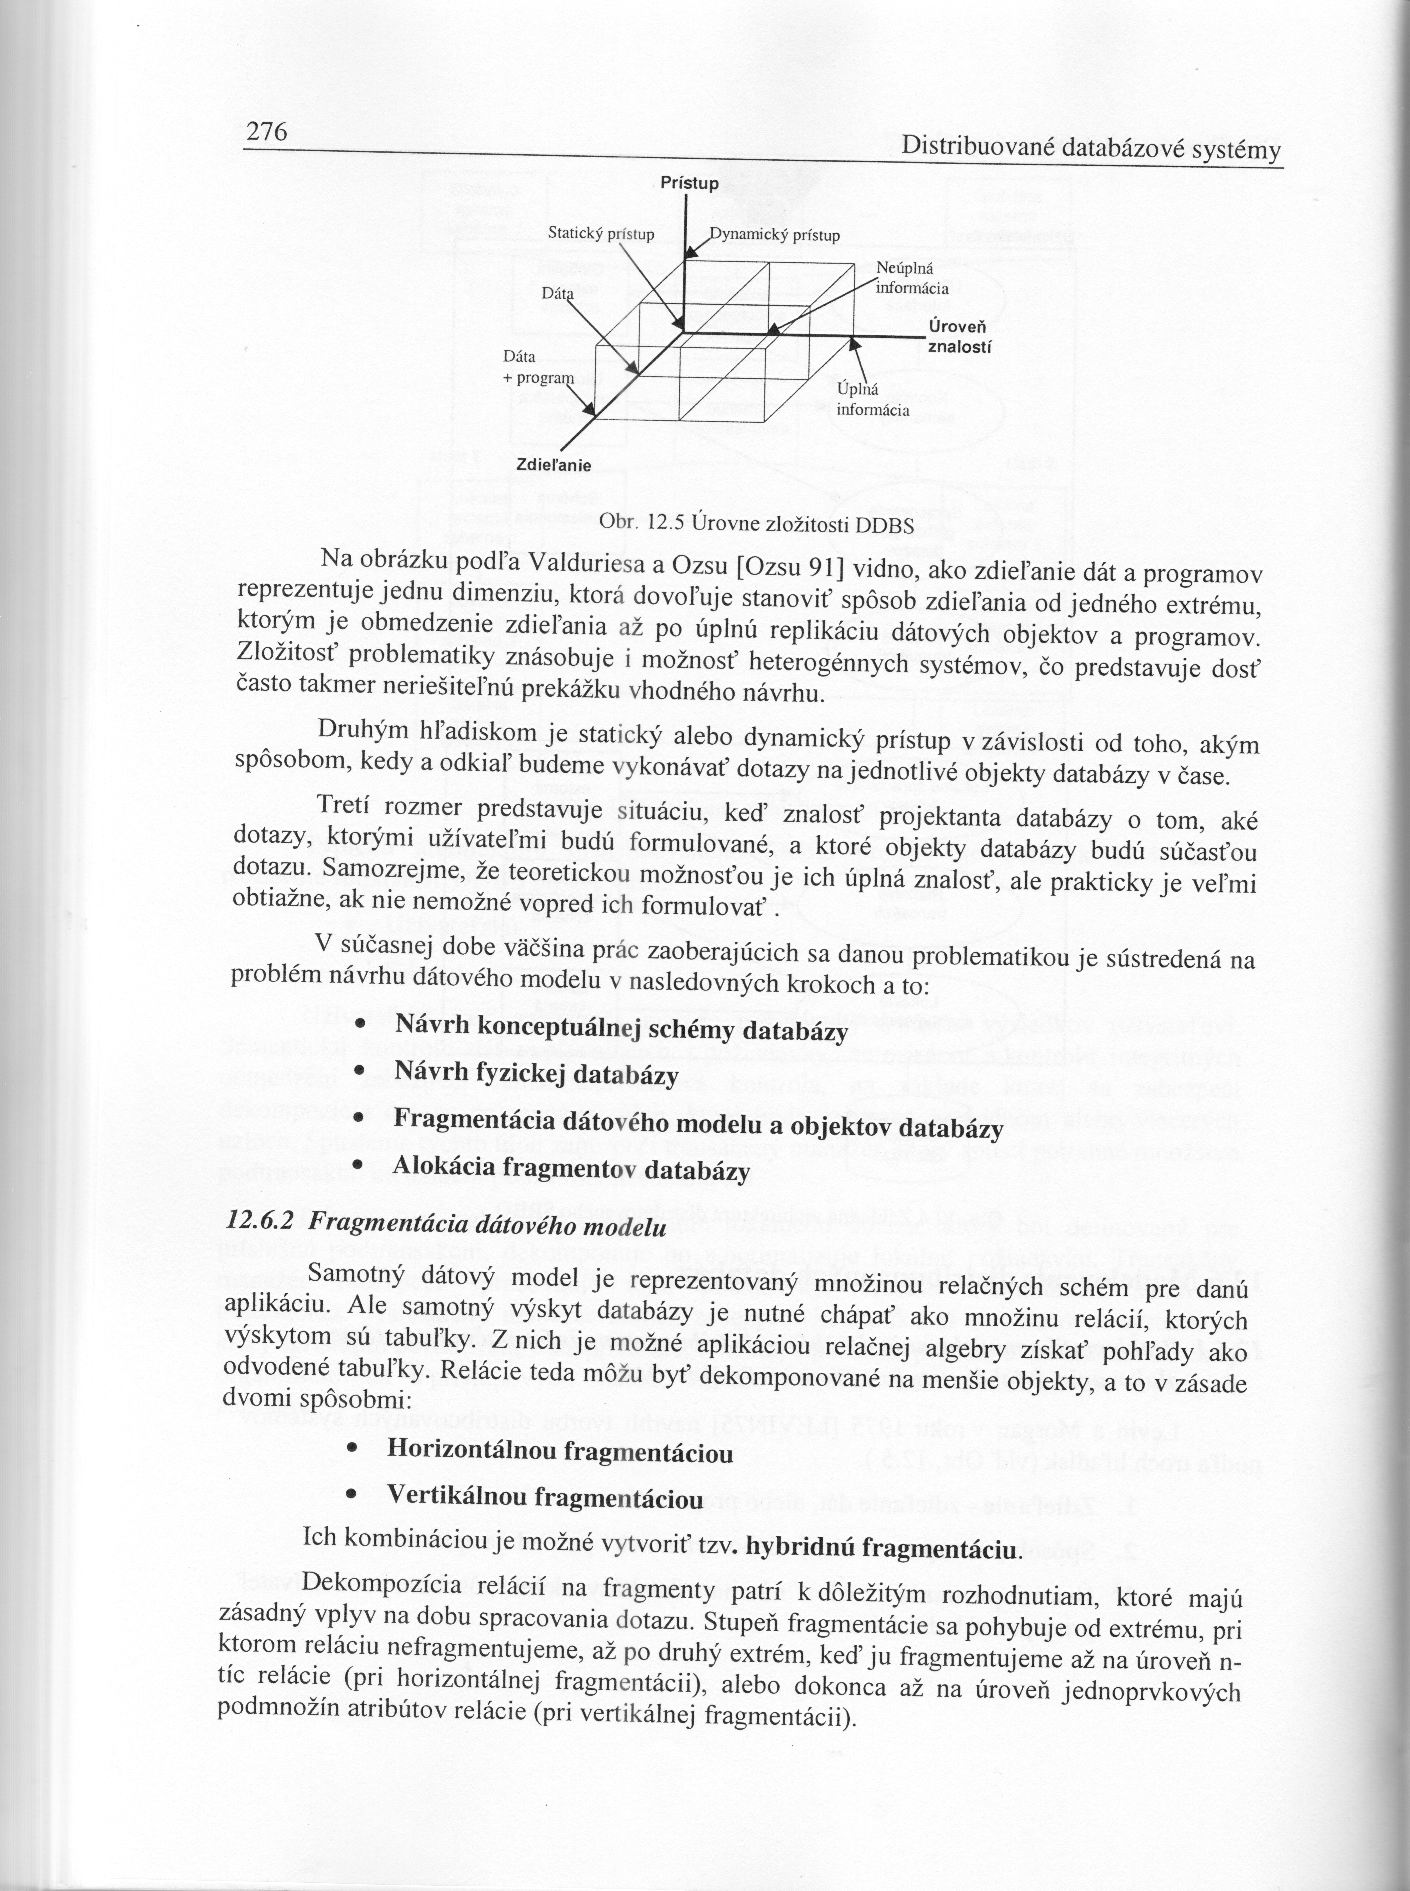 276
Distribuované databázové systémy
Prístup
Statický prístup
Dynamický prístup
Neúplná
informácia
Dáta
Úroveň
znalostí
Dáta
+ program
Úplná
informácia
Zdieľanie
Obr. 12.5 Úrovne zložitosti DDBS
Na obrázku podľa Valduriesa a Ozsu [Ozsu 91] vidno, ako zdieľanie dát a programov
reprezentuje jednu dimenziu, ktorá dovoľuje stanoviť spôsob zdieľania od jedného extrému,
ktorým je obmedzenie zdieľania až po úplnú replikáciu dátových objektov a programov.
Zložitosť problematiky znásobuje i možnosť heterogénnych systémov, čo predstavuje dosť
často takmer neriešiteľnú prekážku vhodného návrhu.
Druhým hľadiskom je statický alebo dynamický prístup v závislosti od toho, akým
spôsobom, kedy a odkiaľ budeme vykonávať dotazy na jednotlivé objekty databázy v čase.
Tretí rozmer predstavuje situáciu, keď znalosť projektanta databázy o tom, aké
dotazy, ktorými užívateľmi budú formulované, a ktoré objekty databázy budú súčasťou
dotazu. Samozrejme, že teoretickou možnosťou je ich úplná znalosť, ale prakticky je veľmi
obtiažne, ak nie nemožné vopred ich formulovať .
V súčasnej dobe väčšina prác zaoberajúcich sa danou problematikou je sústredená na
problém návrhu dátového modelu v nasledovných krokoch a to:
• Návrh konceptuálnej schémy databázy
• Návrh fyzickej databázy
• Fragmentácia dátového modelu a objektov databázy
• Alokácia fragmentov databázy
12.6.2 Fragmentácia dátového modelu
Samotný dátový model je reprezentovaný množinou relačných schém pre danú
aplikáciu. Ale samotný výskyt databázy je nutné chápať ako množinu relácií, ktorých
výskytom sú tabuľky. Z nich je možné aplikáciou relačnej algebry získať pohľady ako
odvodené tabuľky. Relácie teda môžu byť dekomponované na menšie objekty, a to v zásade
dvomi spôsobmi:
• Horizontálnou fragmentáciou
• Vertikálnou fragmentáciou
Ich kombináciou je možné vytvoriť tzv. hybridnú fragmentáciu.
Dekompozícia relácií na fragmenty patrí k dôležitým rozhodnutiam, ktoré majú
zásadný vplyv na dobu spracovania dotazu. Stupeň fragmentácie sa pohybuje od extrému, pri
ktorom reláciu nefragmentujeme, až po druhý extrém, keď ju fragmentujeme až na úroveň n-
tíc relácie (pri horizontálnej fragmentácii), alebo dokonca až na úroveň jednoprvkových
podmnožín atribútov relácie (pri vertikálnej fragmentácii).